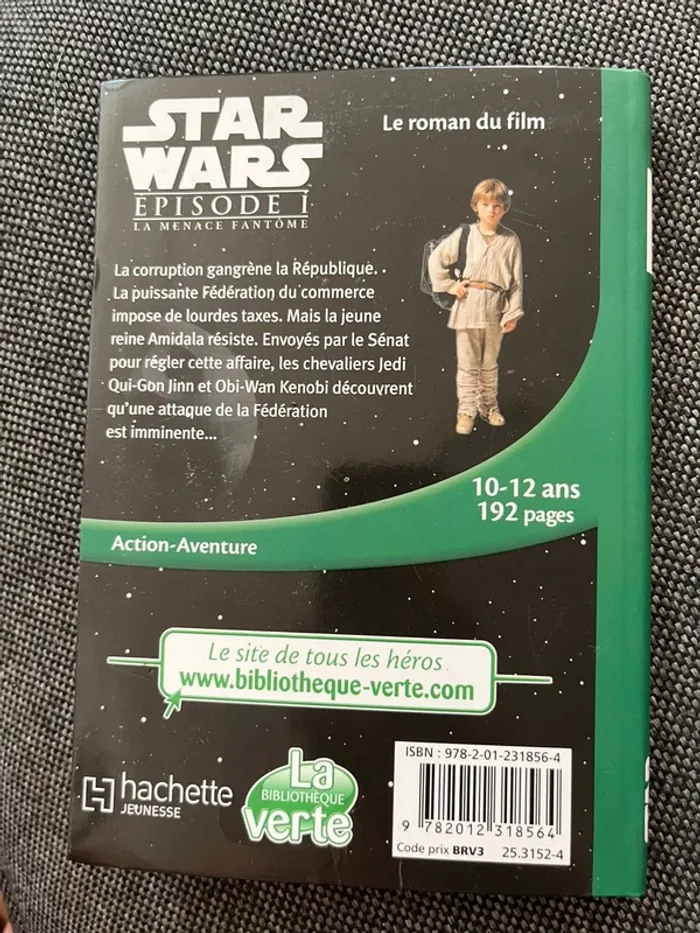 STAR
WARS
ÉPISODE I
LA MENACE FANTÔME
Le roman du film
La corruption gangrène la République.
La puissante Fédération du commerce
impose de lourdes taxes. Mais la jeune
reine Amidala résiste. Envoyés par le Sénat
pour régler cette affaire, les chevaliers Jedi
Qui-Gon Jinn et Obi-Wan Kenobi découvrent
qu'une attaque de la Fédération
est imminente...
10-12 ans
192 pages
Action-Aventure
Le site de tous les héros
www.bibliotheque-verte.com
hachette
JEUNESSE
La
BIBLIOTHÈQUE
verte
ISBN : 978-2-01-231856-4
9 782012 318564
Code prix BRV3 25.3152-4